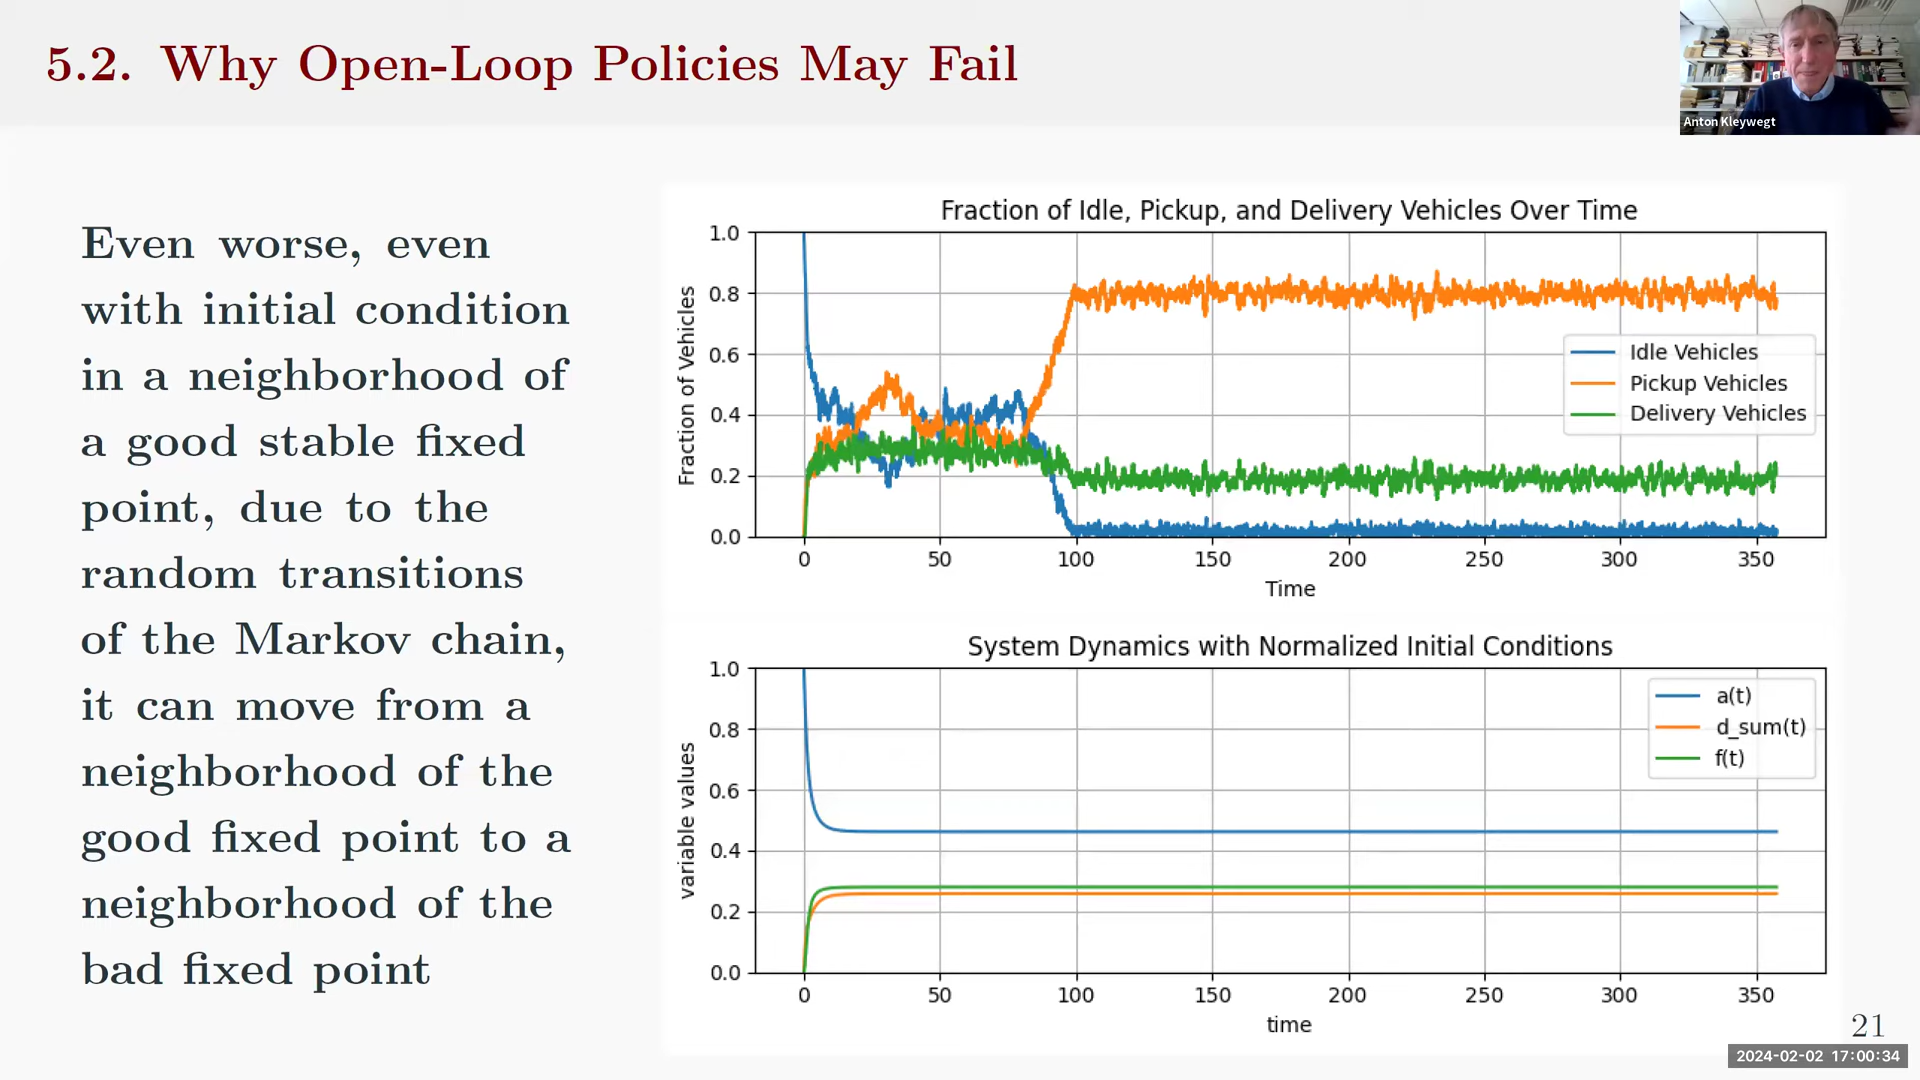 5.2. Why Open-Loop Policies May Fail
Anton Kleywegt
Even worse, even
with initial condition
in a neighborhood of
a good stable fixed
point, due to the
random transitions
of the Markov chain,
it can move from a
neighborhood of the
good fixed point to a
neighborhood of the
bad fixed point
Fraction of Idle, Pickup, and Delivery Vehicles Over Time
Fraction of Vehicles
1.0
0.8
0.6
0.4
0.2
0.0
Idle Vehicles
Pickup Vehicles
Delivery Vehicles
0 50 100 150 200 250 300 350
Time
System Dynamics with Normalized Initial Conditions
variable values
1.0
0.8
0.6
0.4
0.2
0.0
a(t)
d_sum(t)
f(t)
0 50 100 150 200 250 300 350
time
21
2024-02-02 17:00:34